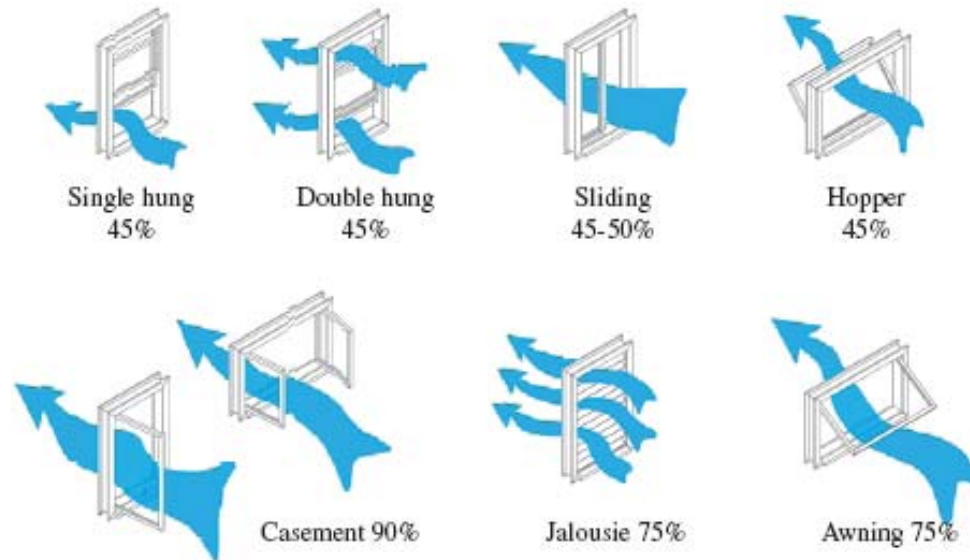 Single hung
45%
Double hung
45%
Sliding
45-50%
Hopper
45%
Casement 90%
Jalousie 75%
Awning 75%